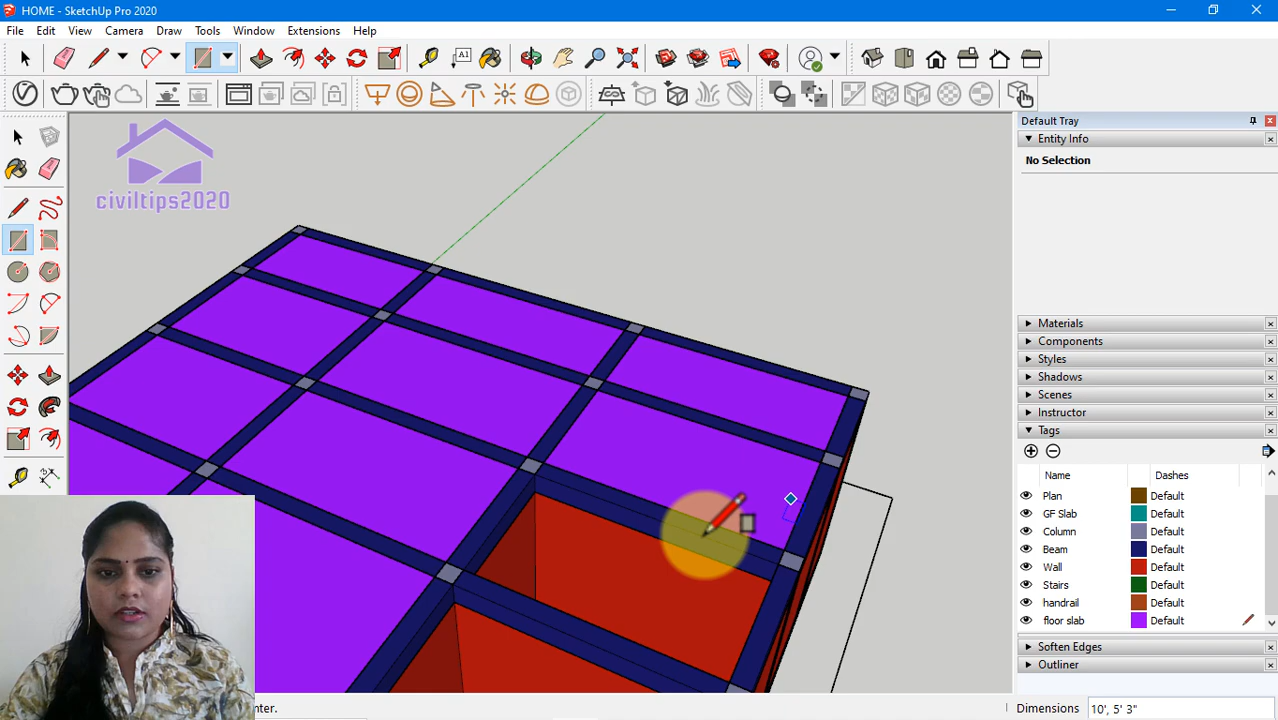 HOME - SketchUp Pro 2020
File Edit View Camera Draw Tools Window Extensions Help
A1
civiltips2020
Default Tray
Entity Info
No Selection
Materials
Components
Styles
Shadows
Scenes
Instructor
Tags
Name Dashes
Plan Default
GF Slab Default
Column Default
Beam Default
Wall Default
Stairs Default
handrail Default
floor slab Default
Soften Edges
Outliner
nter.
Dimensions 10', 5' 3"